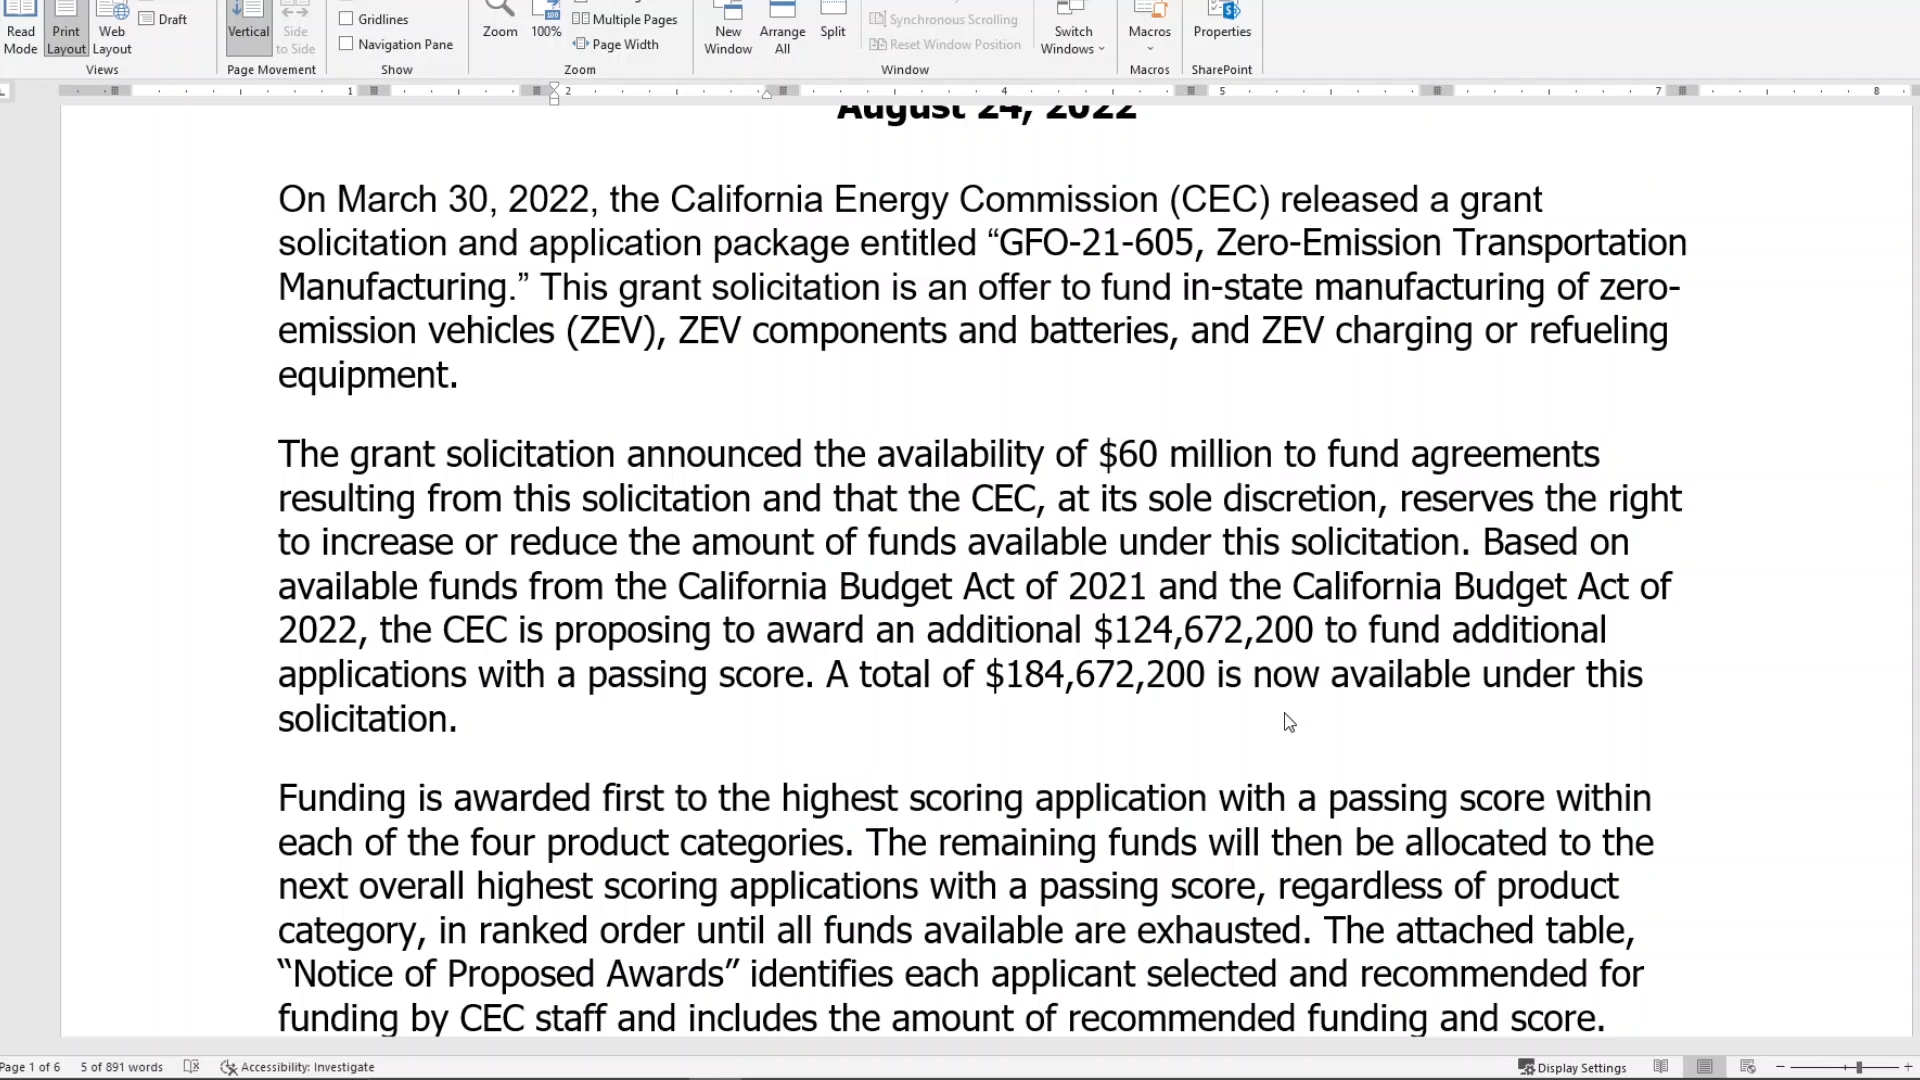 Read Mode
Print Layout
Web Layout
Draft
Views
Vertical
Side to Side
Page Movement
Gridlines
Navigation Pane
Show
Zoom
100%
Multiple Pages
Page Width
Zoom
New Window
Arrange All
Split
Synchronous Scrolling
Reset Window Position
Window
Switch Windows
Macros
Macros
Properties
SharePoint
1 2 4 5 7 8
August 24, 2022
On March 30, 2022, the California Energy Commission (CEC) released a grant
solicitation and application package entitled “GFO-21-605, Zero-Emission Transportation
Manufacturing.” This grant solicitation is an offer to fund in-state manufacturing of zero-
emission vehicles (ZEV), ZEV components and batteries, and ZEV charging or refueling
equipment.
The grant solicitation announced the availability of $60 million to fund agreements
resulting from this solicitation and that the CEC, at its sole discretion, reserves the right
to increase or reduce the amount of funds available under this solicitation. Based on
available funds from the California Budget Act of 2021 and the California Budget Act of
2022, the CEC is proposing to award an additional $124,672,200 to fund additional
applications with a passing score. A total of $184,672,200 is now available under this
solicitation.
Funding is awarded first to the highest scoring application with a passing score within
each of the four product categories. The remaining funds will then be allocated to the
next overall highest scoring applications with a passing score, regardless of product
category, in ranked order until all funds available are exhausted. The attached table,
“Notice of Proposed Awards” identifies each applicant selected and recommended for
funding by CEC staff and includes the amount of recommended funding and score.
Page 1 of 6 5 of 891 words Accessibility: Investigate Display Settings